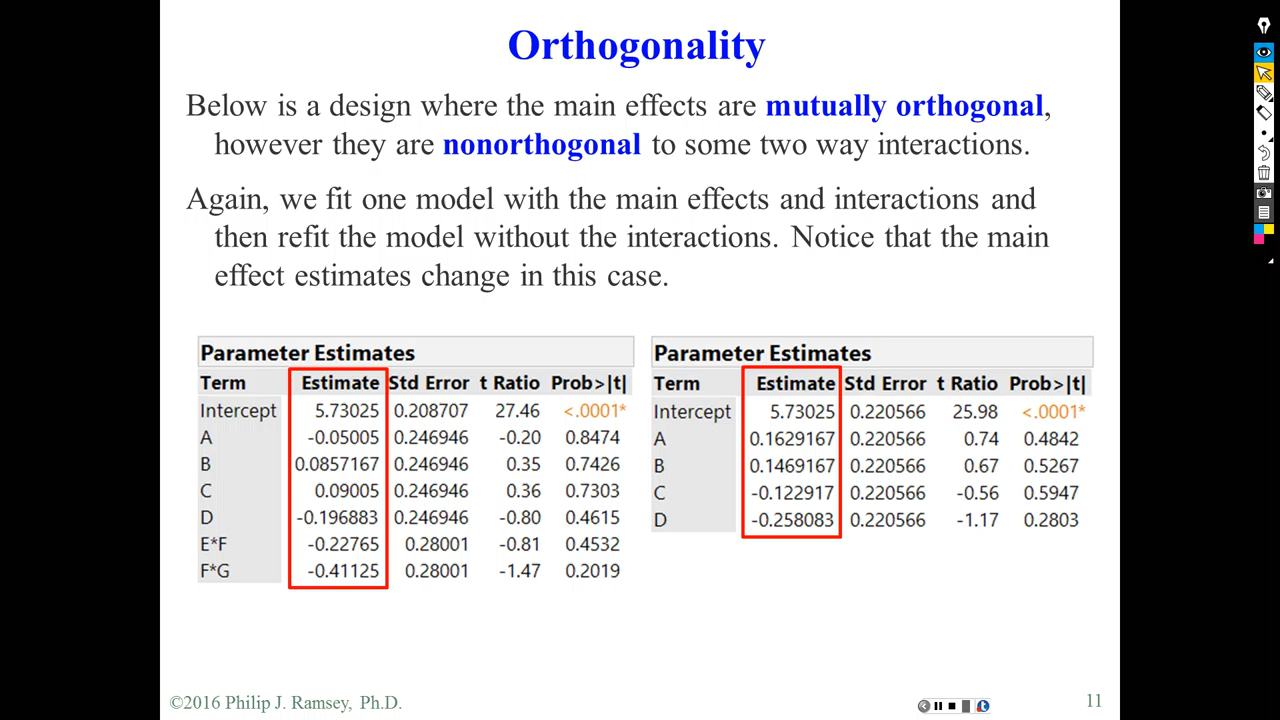 Orthogonality
Below is a design where the main effects are mutually orthogonal,
however they are nonorthogonal to some two way interactions.
Again, we fit one model with the main effects and interactions and
then refit the model without the interactions. Notice that the main
effect estimates change in this case.
Parameter Estimates
Term Estimate Std Error t Ratio Prob>|t|
Intercept 5.73025 0.208707 27.46 <.0001*
A -0.05005 0.246946 -0.20 0.8474
B 0.0857167 0.246946 0.35 0.7426
C 0.09005 0.246946 0.36 0.7303
D -0.196883 0.246946 -0.80 0.4615
E*F -0.22765 0.28001 -0.81 0.4532
F*G -0.41125 0.28001 -1.47 0.2019
Parameter Estimates
Term Estimate Std Error t Ratio Prob>|t|
Intercept 5.73025 0.220566 25.98 <.0001*
A 0.1629167 0.220566 0.74 0.4842
B 0.1469167 0.220566 0.67 0.5267
C -0.122917 0.220566 -0.56 0.5947
D -0.258083 0.220566 -1.17 0.2803
©2016 Philip J. Ramsey, Ph.D.
11